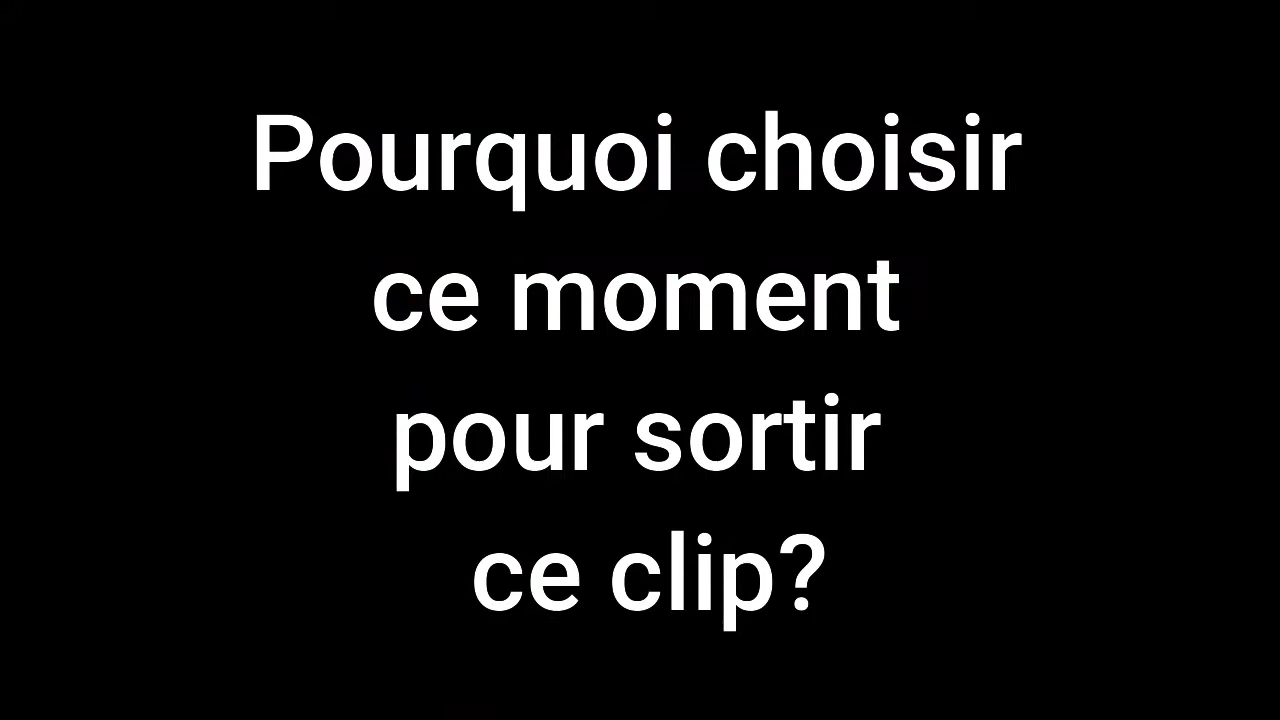 Pourquoi choisir
ce moment
pour sortir
ce clip?